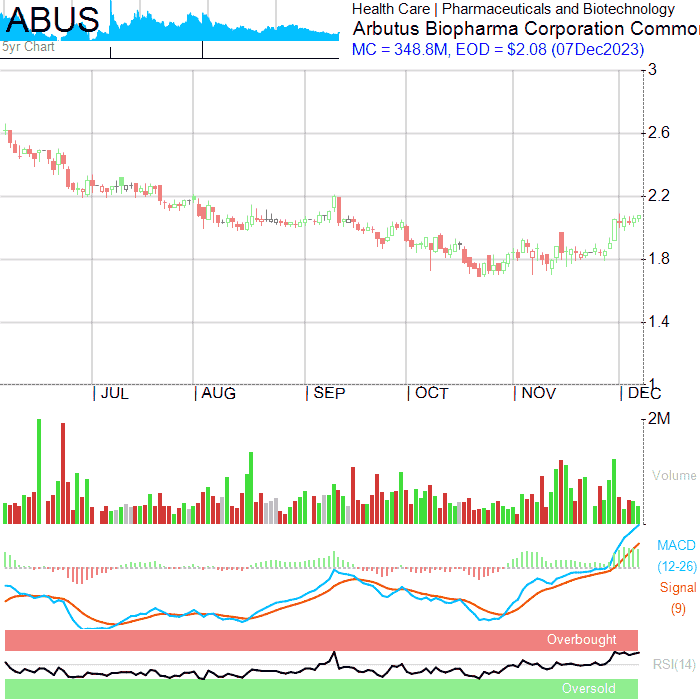 ABUS
5yr Chart
Health Care | Pharmaceuticals and Biotechnology
Arbutus Biopharma Corporation Common
MC = 348.8M, EOD = $2.08 (07Dec2023)
3
2.6
2.2
1.8
1.4
1
JUL AUG SEP OCT NOV DEC
2M
Volume
MACD
(12-26)
Signal
(9)
Overbought
RSI(14)
Oversold